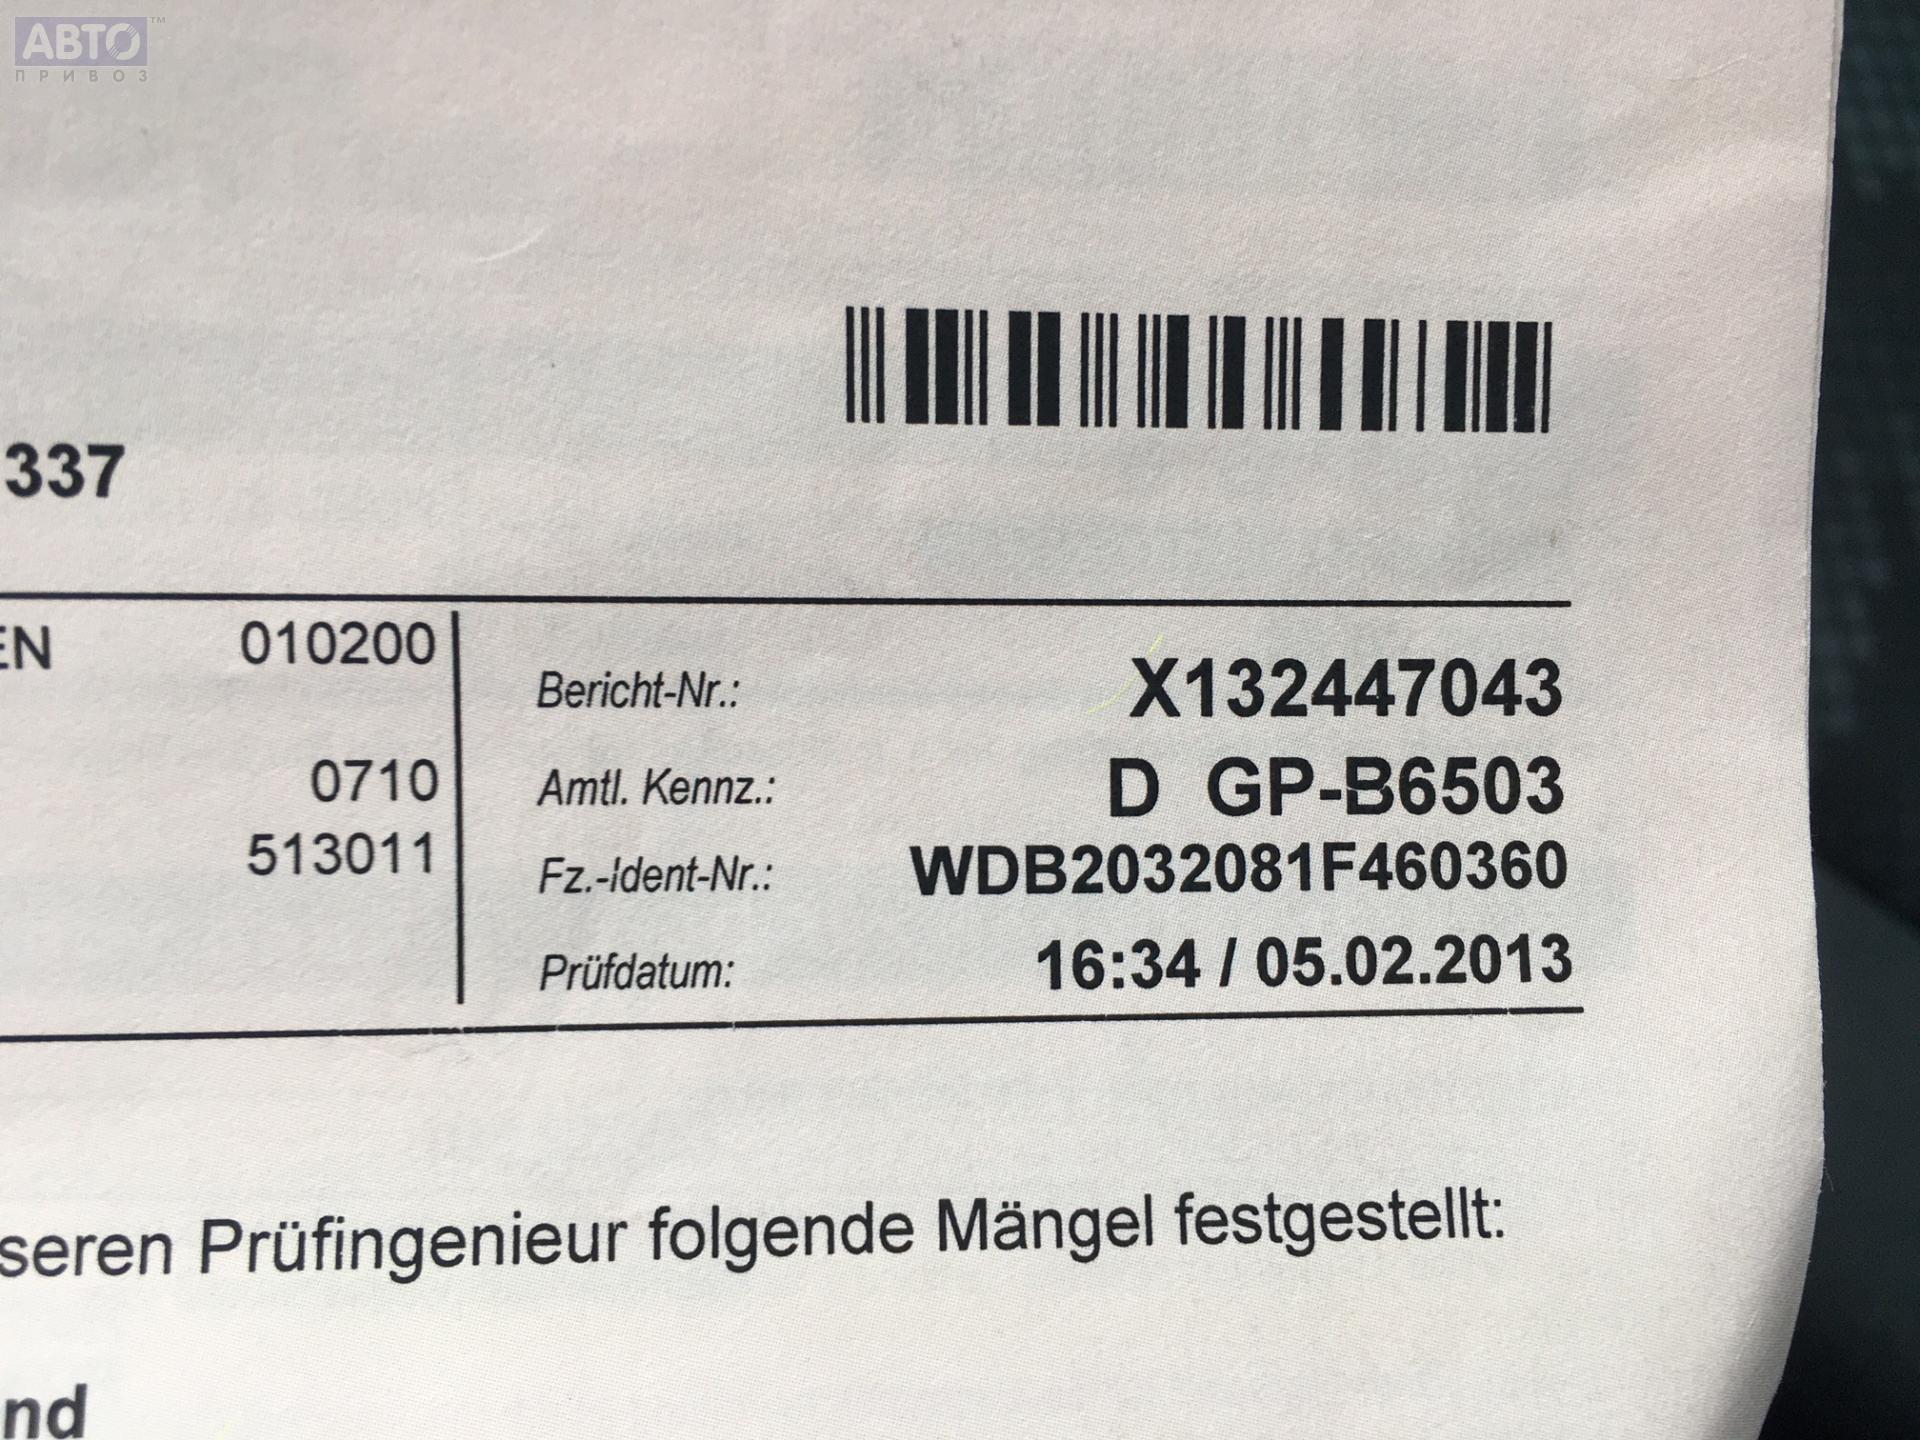 АВТО™
ПРИВОЗ
337
EN 010200
Bericht-Nr.: X132447043
0710 Amtl. Kennz.: D GP-B6503
513011 Fz.-Ident-Nr.: WDB2032081F460360
Prüfdatum: 16:34 / 05.02.2013
seren Prüfingenieur folgende Mängel festgestellt:
nd